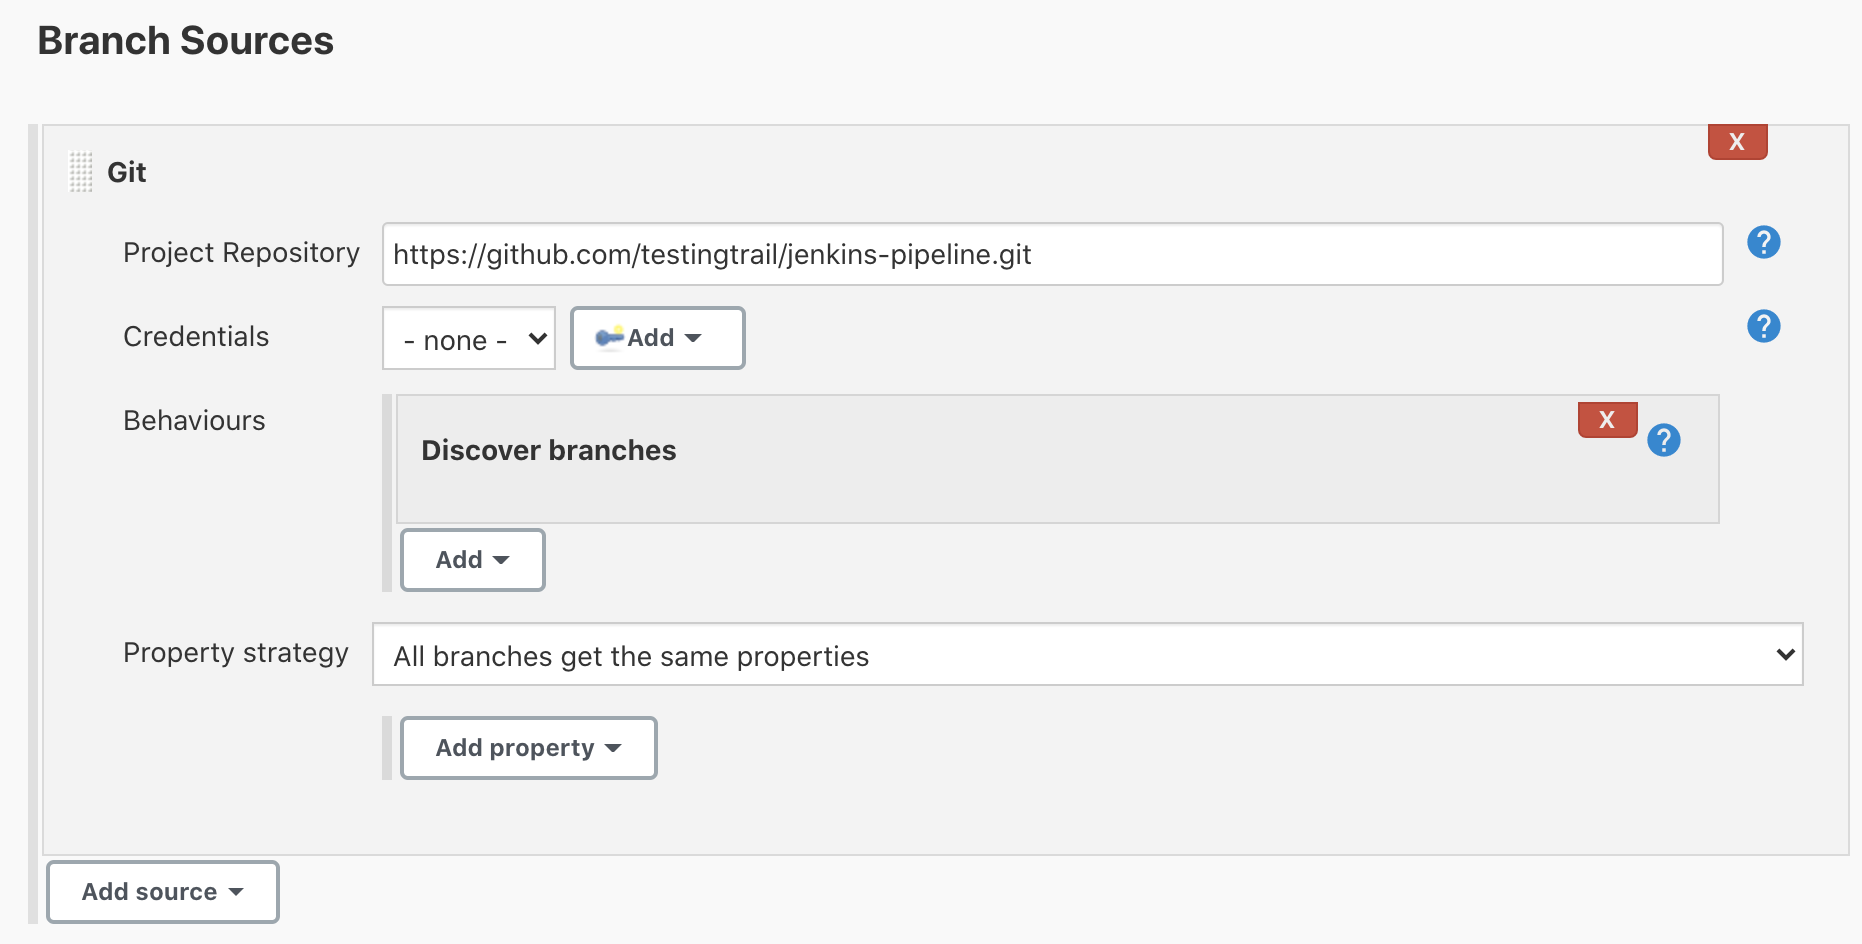 Branch Sources
X
Git
Project Repository https://github.com/testingtrail/jenkins-pipeline.git ?
Credentials - none - Add ?
Behaviours
X
Discover branches ?
Add
Property strategy All branches get the same properties
Add property
Add source